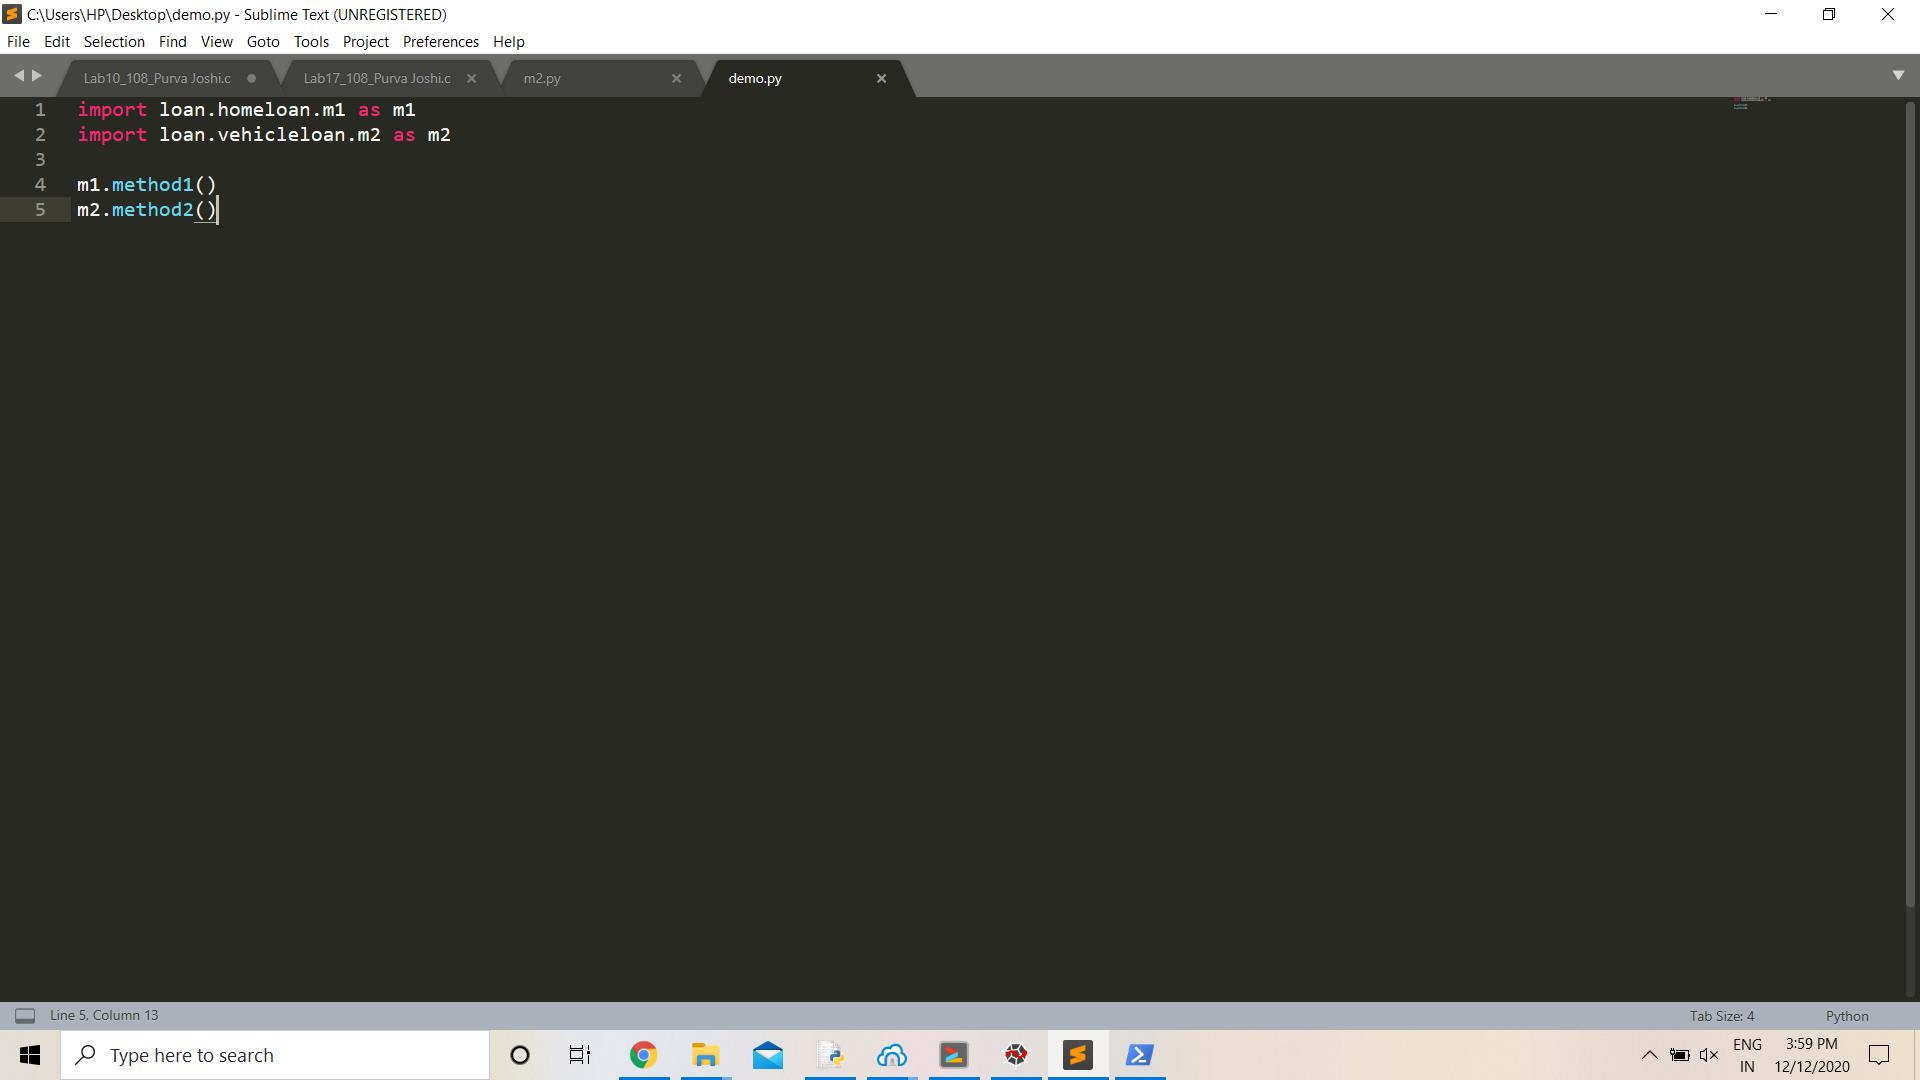 C:\Users\HP\Desktop\demo.py - Sublime Text (UNREGISTERED)
File Edit Selection Find View Goto Tools Project Preferences Help
Lab10_108_Purva Joshi.c Lab17_108_Purva Joshi.c m2.py demo.py
1 import loan.homeloan.m1 as m1
2 import loan.vehicleloan.m2 as m2
3
4 m1.method1()
5 m2.method2()
Line 5, Column 13 Tab Size: 4 Python
Type here to search
ENG 3:59 PM
IN 12/12/2020